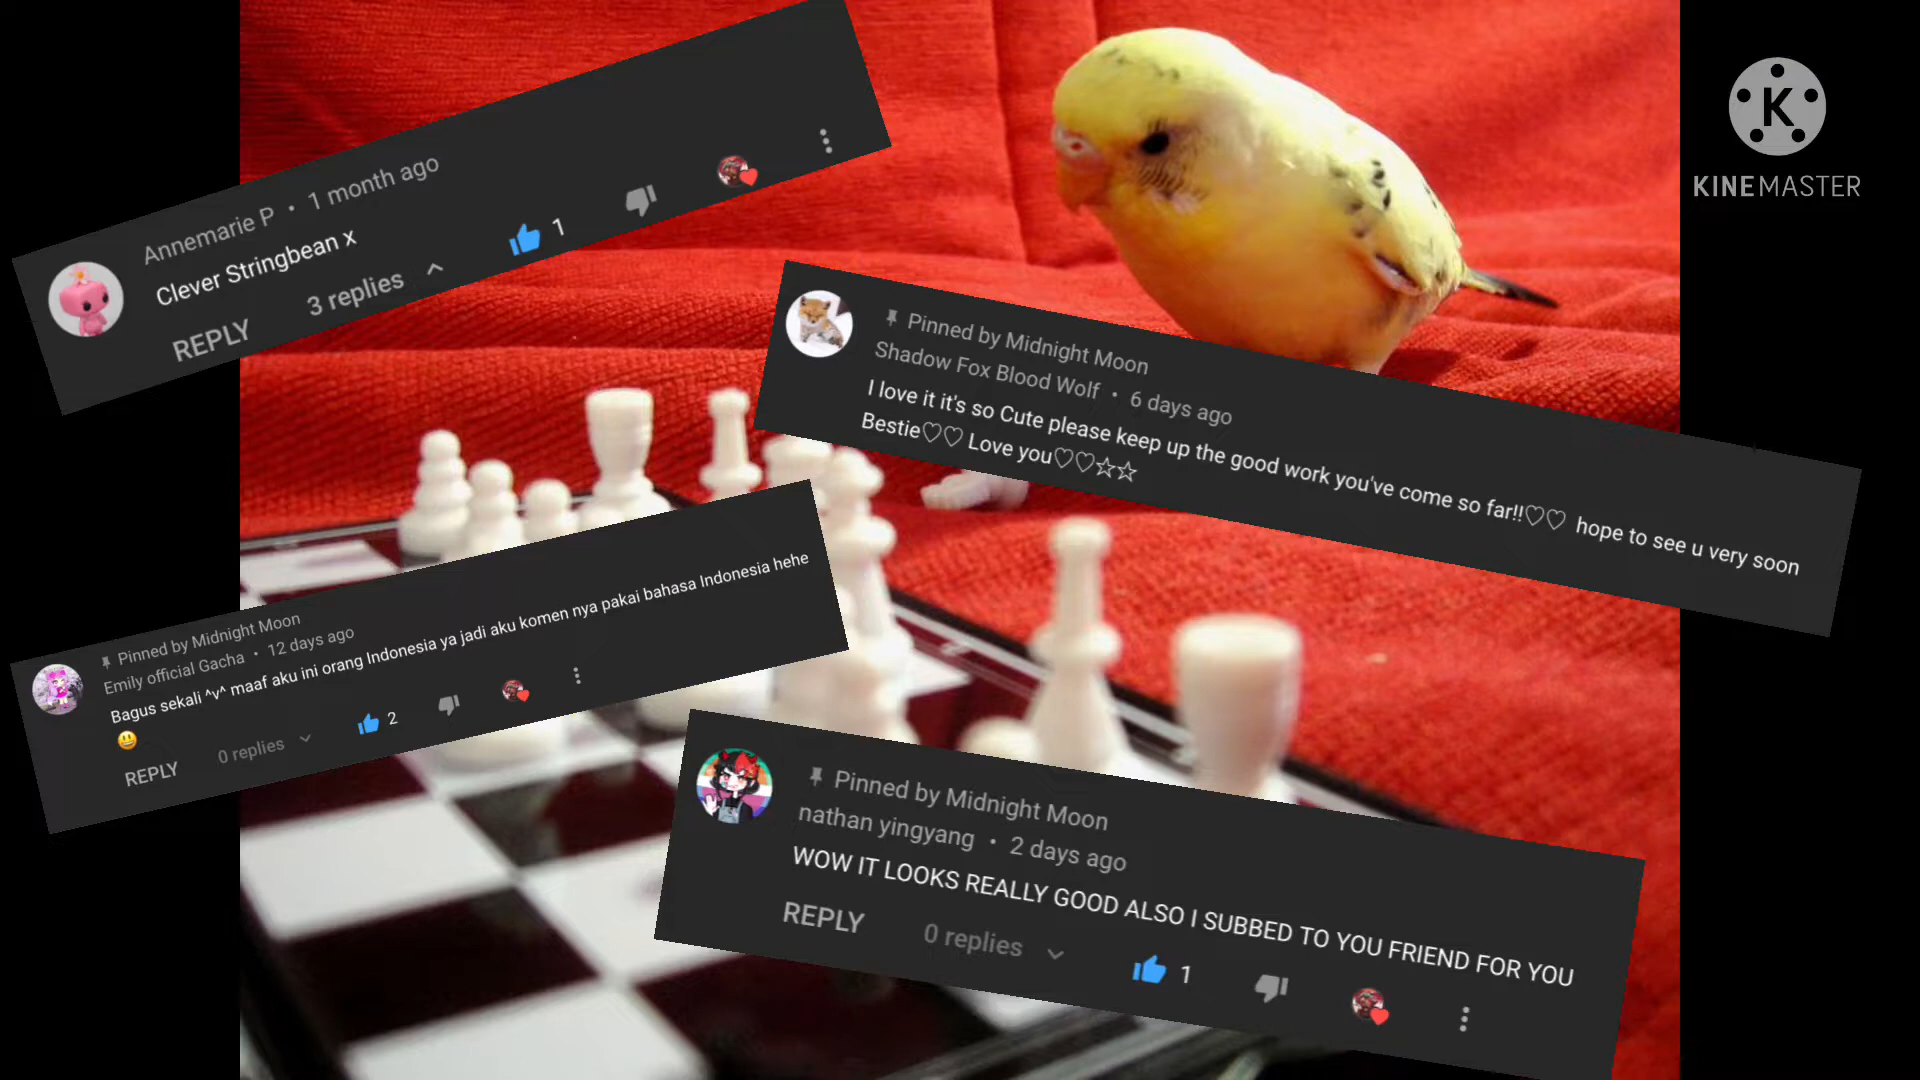 Annemarie P • 1 month ago
Clever Stringbean x
REPLY 3 replies 1
K
KINEMASTER
Pinned by Midnight Moon
Shadow Fox Blood Wolf • 6 days ago
I love it it's so Cute please keep up the good work you've come so far!!♡♡ hope to see u very soon
Bestie♡♡ Love you♡♡☆☆
Pinned by Midnight Moon
Emily official Gacha • 12 days ago
Bagus sekali ^v^ maaf aku ini orang Indonesia ya jadi aku komen nya pakai bahasa Indonesia hehe
😃
REPLY 0 replies 2
Pinned by Midnight Moon
nathan yingyang • 2 days ago
WOW IT LOOKS REALLY GOOD ALSO I SUBBED TO YOU FRIEND FOR YOU
REPLY 0 replies 1